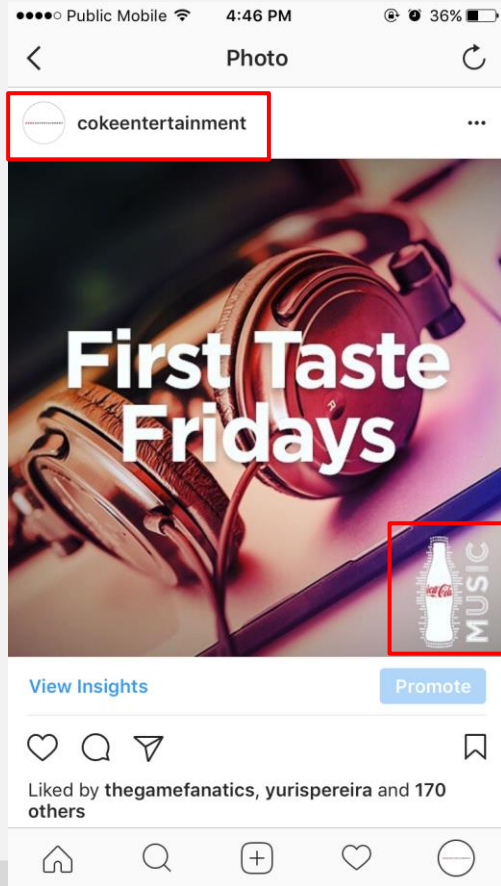 Public Mobile 4:46 PM 36%
Photo
cokeentertainment
First Taste
Fridays
Coca-Cola
MUSIC
View Insights Promote
Liked by thegamefanatics, yurispereira and 170
others